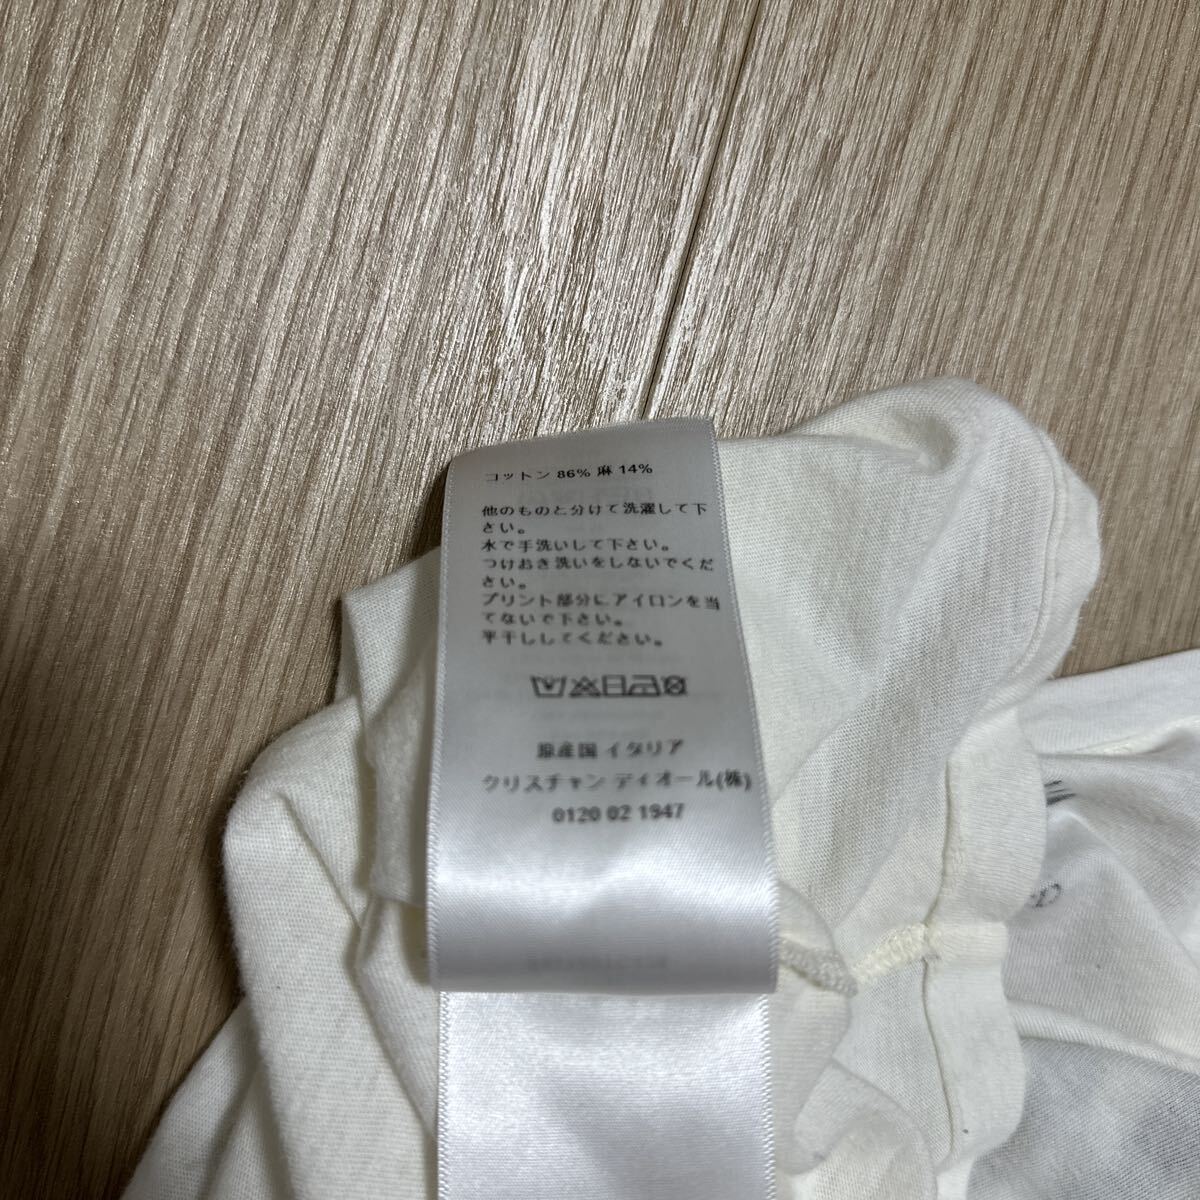 コットン 86% 麻 14%
他のものと分けて洗濯して下
さい。
水で手洗いして下さい。
つけおき洗いをしないでくだ
さい。
プリント部分にアイロンを当
てないで下さい。
平干ししてください。
原産国 イタリア
クリスチャン ディオール(株)
0120 02 1947